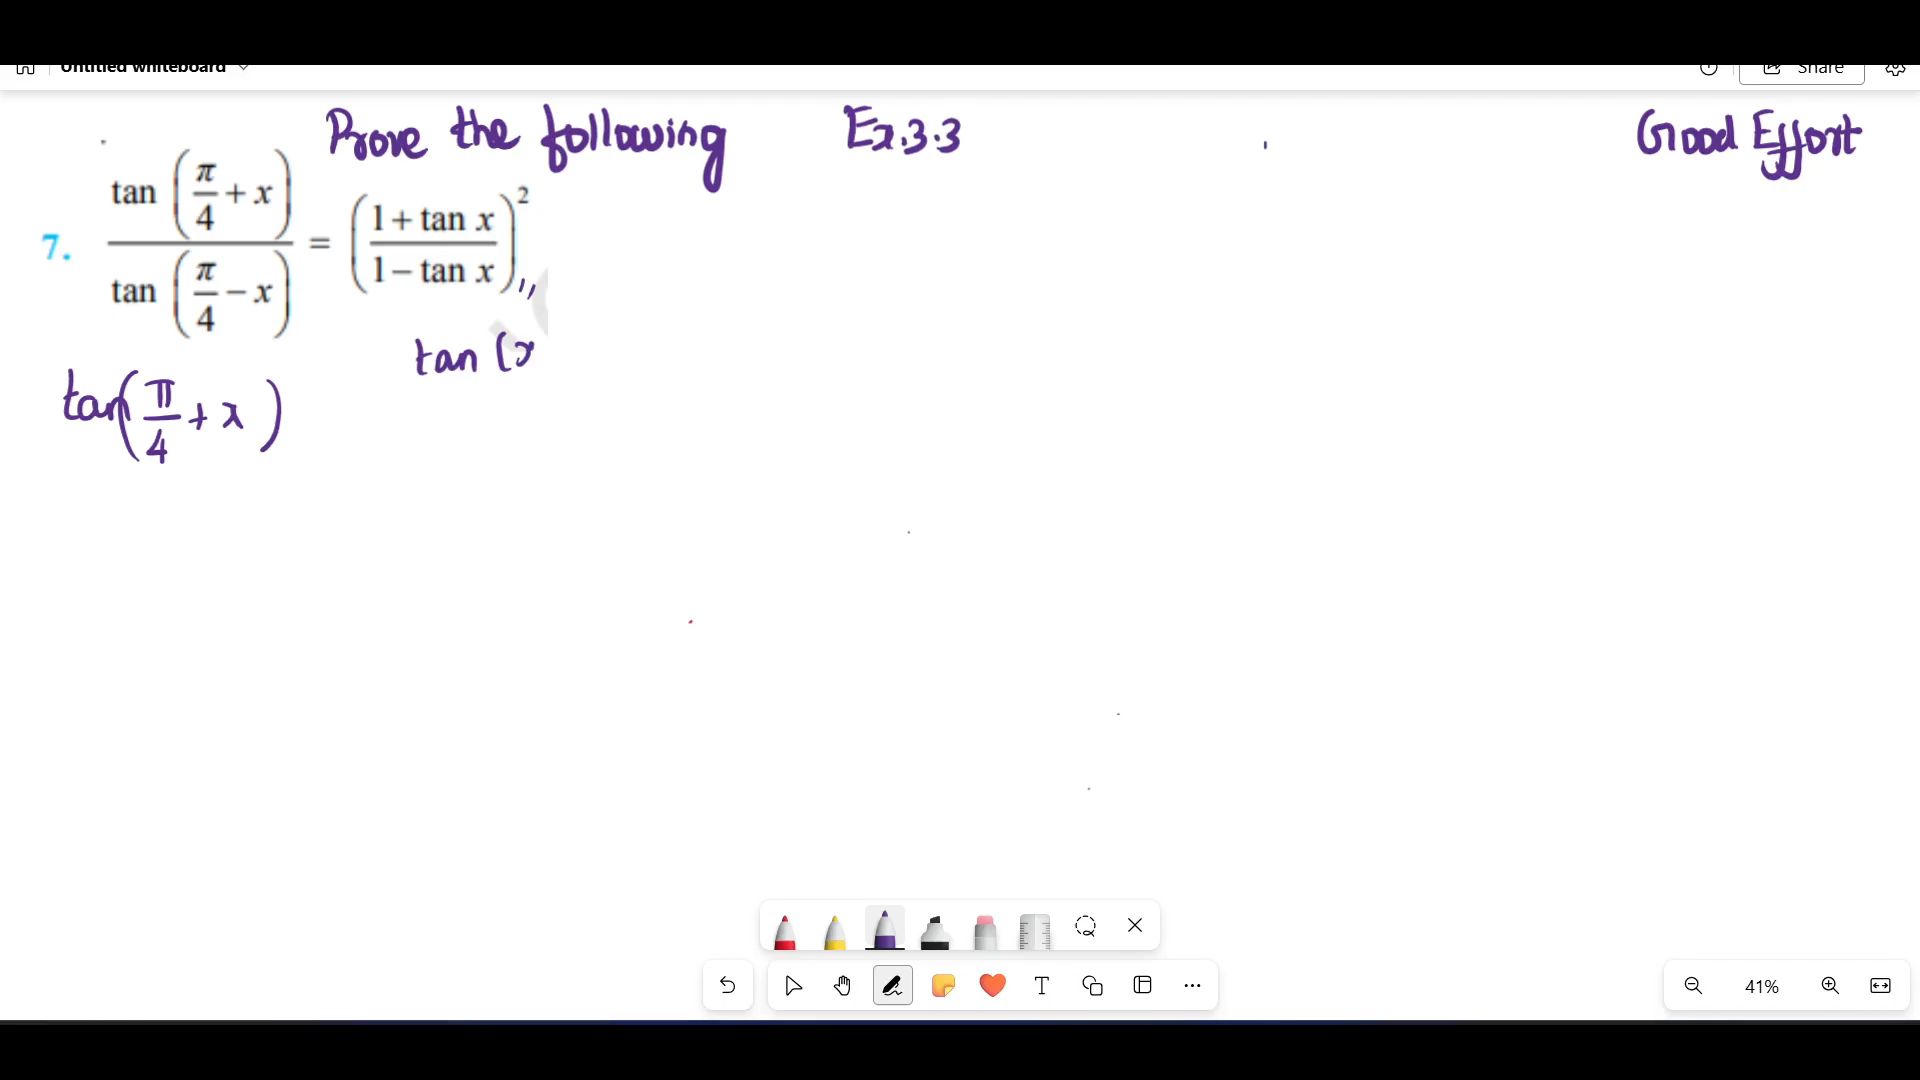 Untitled whiteboard
Share
Prove the following Ex.3.3 Good Effort
7. tan (π/4 + x) / tan (π/4 − x) = ((1 + tan x) / (1 − tan x))²
tan (x
tan(π/4 + x)
41%